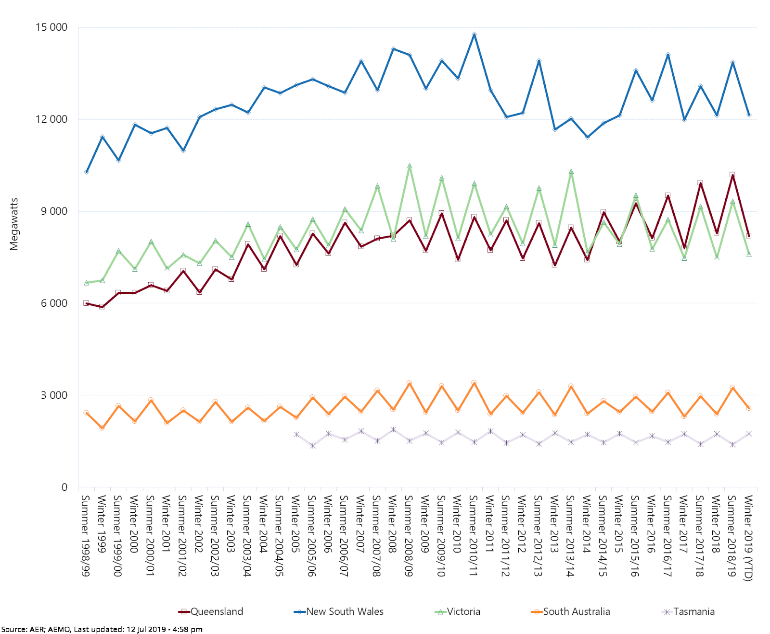 15 000
12 000
9 000
6 000
3 000
0
Megawatts
Summer 1998/99
Winter 1999
Summer 1999/00
Winter 2000
Summer 2000/01
Winter 2001
Summer 2001/02
Winter 2002
Summer 2002/03
Winter 2003
Summer 2003/04
Winter 2004
Summer 2004/05
Winter 2005
Summer 2005/06
Winter 2006
Summer 2006/07
Winter 2007
Summer 2007/08
Winter 2008
Summer 2008/09
Winter 2009
Summer 2009/10
Winter 2010
Summer 2010/11
Winter 2011
Summer 2011/12
Winter 2012
Summer 2012/13
Winter 2013
Summer 2013/14
Winter 2014
Summer 2014/15
Winter 2015
Summer 2015/16
Winter 2016
Summer 2016/17
Winter 2017
Summer 2017/18
Winter 2018
Summer 2018/19
Winter 2019 (YTD)
Queensland New South Wales Victoria South Australia Tasmania
Source: AER; AEMO, Last updated: 12 Jul 2019 - 4:58 pm